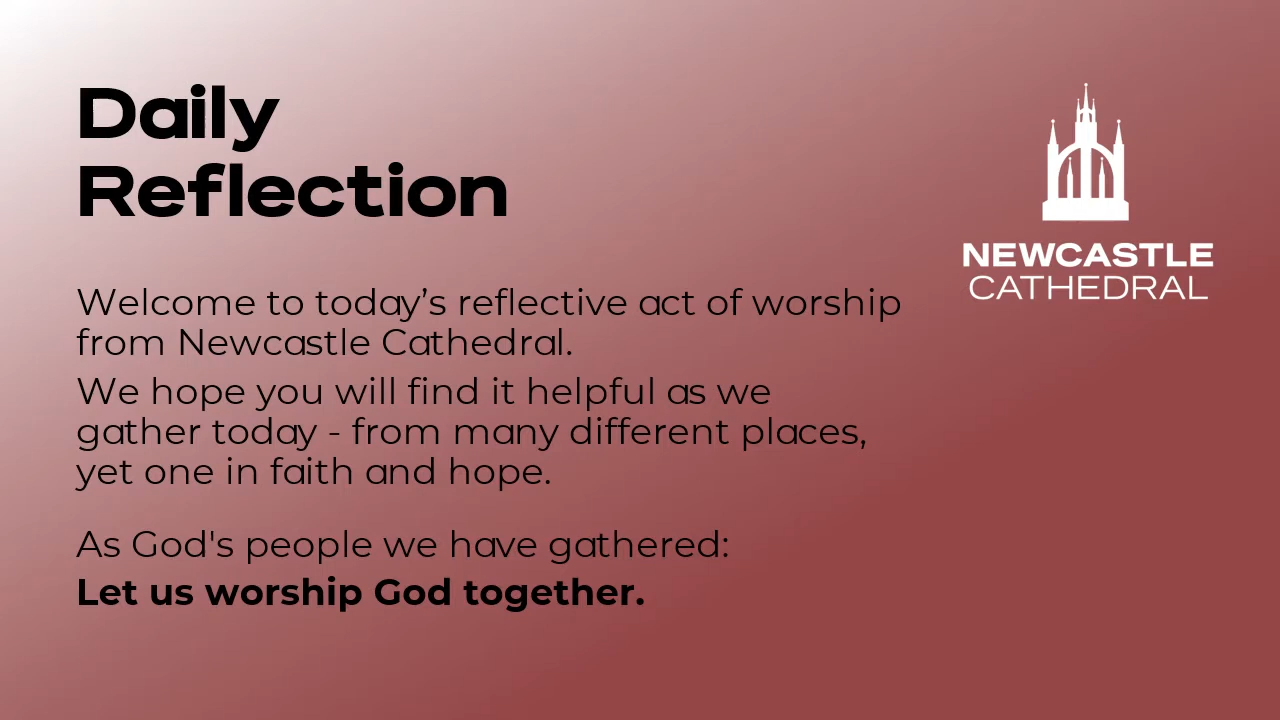 Daily
Reflection
NEWCASTLE
CATHEDRAL
Welcome to today’s reflective act of worship
from Newcastle Cathedral.
We hope you will find it helpful as we
gather today - from many different places,
yet one in faith and hope.
As God's people we have gathered:
Let us worship God together.